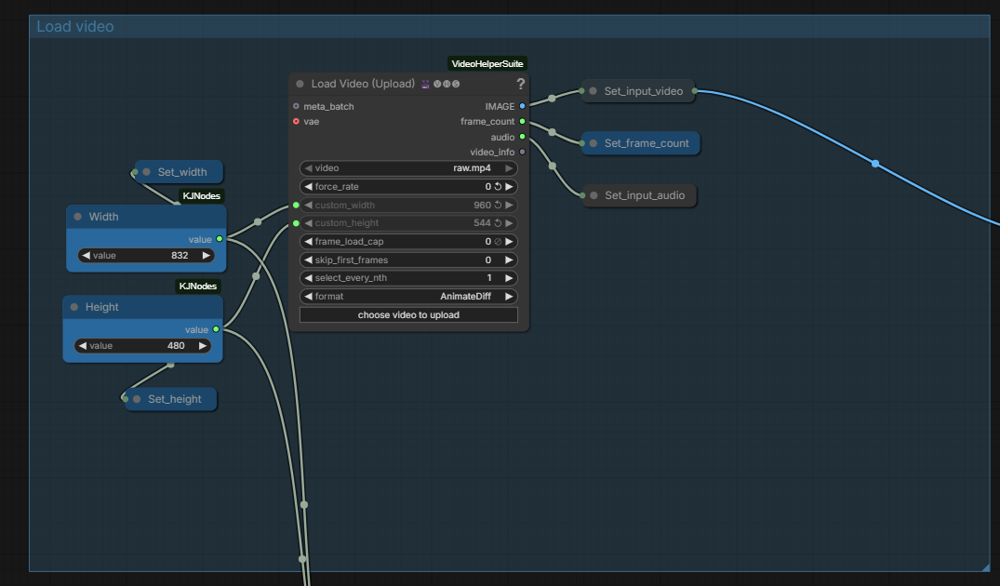 Load video
VideoHelperSuite
Load Video (Upload) V H S ?
meta_batch IMAGE
vae frame_count
audio
video_info
video raw.mp4
force_rate 0
custom_width 960
custom_height 544
frame_load_cap 0
skip_first_frames 0
select_every_nth 1
format AnimateDiff
choose video to upload
Set_input_video
Set_frame_count
Set_input_audio
Set_width
KJNodes
Width
value
value 832
KJNodes
Height
value
value 480
Set_height